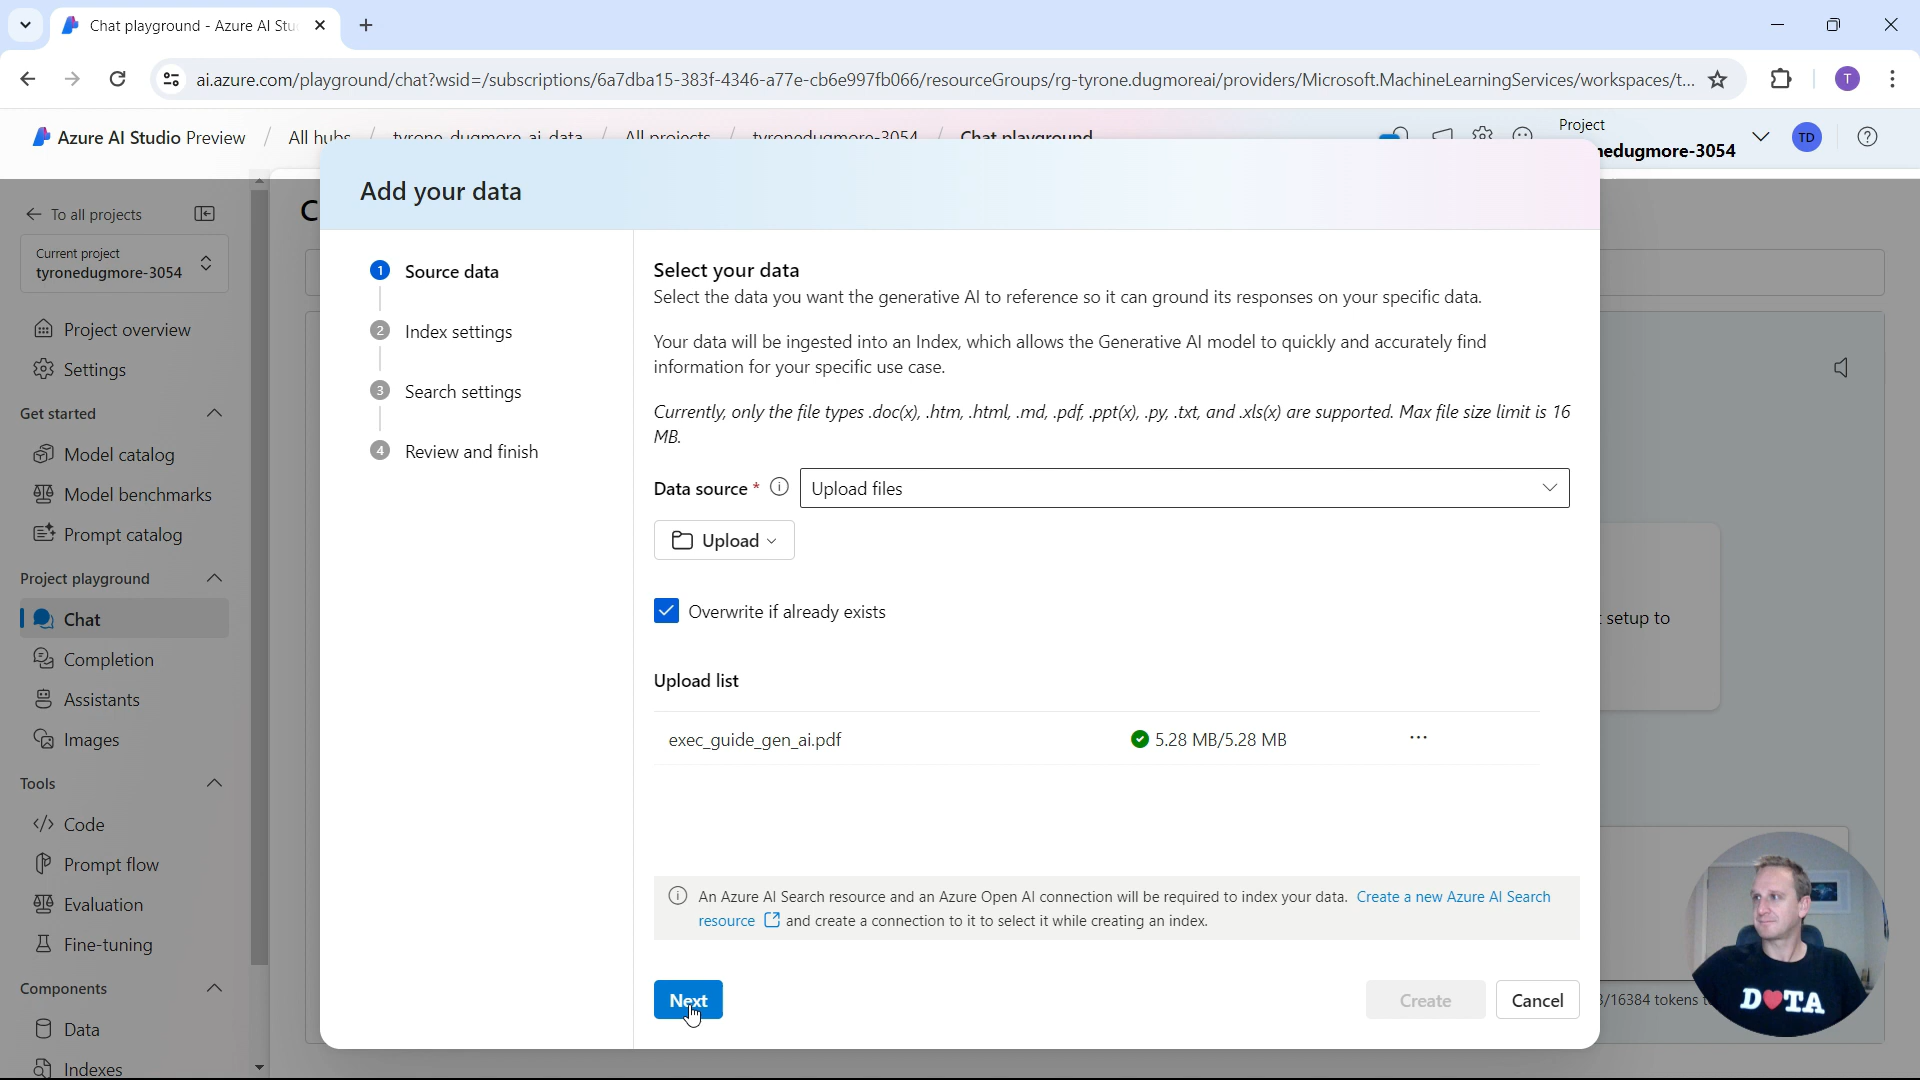 Chat playground - Azure AI Stu
ai.azure.com/playground/chat?wsid=/subscriptions/6a7dba15-383f-4346-a77e-cb6e997fb066/resourceGroups/rg-tyrone.dugmoreai/providers/Microsoft.MachineLearningServices/workspaces/t...
T
Azure AI Studio Preview / All hubs / tyrone_dugmore_ai_data / All projects / tyronedugmore-3054 / Chat playground
Project
nedugmore-3054
TD
To all projects
Current project
tyronedugmore-3054
Project overview
Settings
Get started
Model catalog
Model benchmarks
Prompt catalog
Project playground
Chat
Completion
Assistants
Images
Tools
Code
Prompt flow
Evaluation
Fine-tuning
Components
Data
Indexes
C
Add your data
1 Source data
2 Index settings
3 Search settings
4 Review and finish
Select your data
Select the data you want the generative AI to reference so it can ground its responses on your specific data.
Your data will be ingested into an Index, which allows the Generative AI model to quickly and accurately find
information for your specific use case.
Currently, only the file types .doc(x), .htm, .html, .md, .pdf, .ppt(x), .py, .txt, and .xls(x) are supported. Max file size limit is 16
MB.
Data source * Upload files
Upload
Overwrite if already exists
Upload list
exec_guide_gen_ai.pdf 5.28 MB/5.28 MB ...
An Azure AI Search resource and an Azure Open AI connection will be required to index your data. Create a new Azure AI Search
resource and create a connection to it to select it while creating an index.
Next
Create
Cancel
setup to
/16384 tokens t
D♥TA